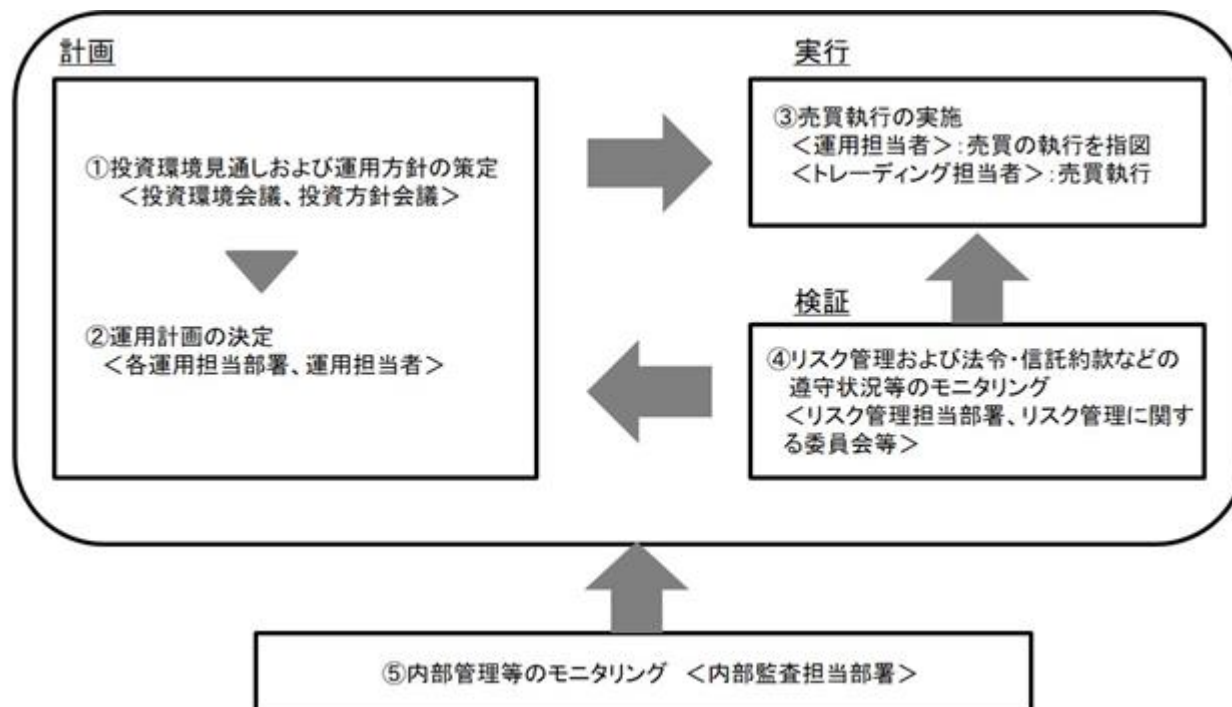 計画
①投資環境見通しおよび運用方針の策定
<投資環境会議、投資方針会議>
②運用計画の決定
<各運用担当部署、運用担当者>
実行
③売買執行の実施
<運用担当者>:売買の執行を指図
<トレーディング担当者>:売買執行
検証
④リスク管理および法令・信託約款などの
遵守状況等のモニタリング
<リスク管理担当部署、リスク管理に関す
る委員会等>
⑤内部管理等のモニタリング <内部監査担当部署>